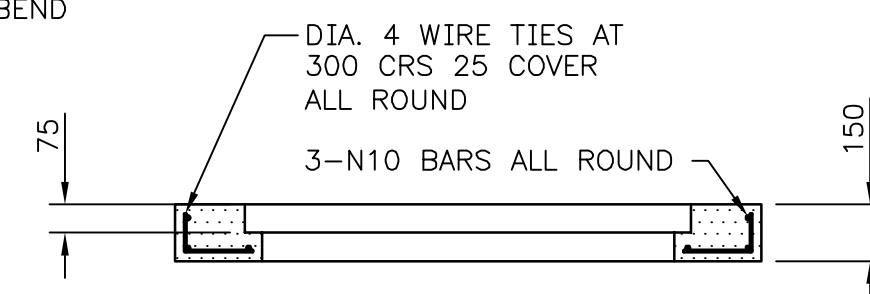 BEND
DIA. 4 WIRE TIES AT
300 CRS 25 COVER
ALL ROUND
75
150
3-N10 BARS ALL ROUND